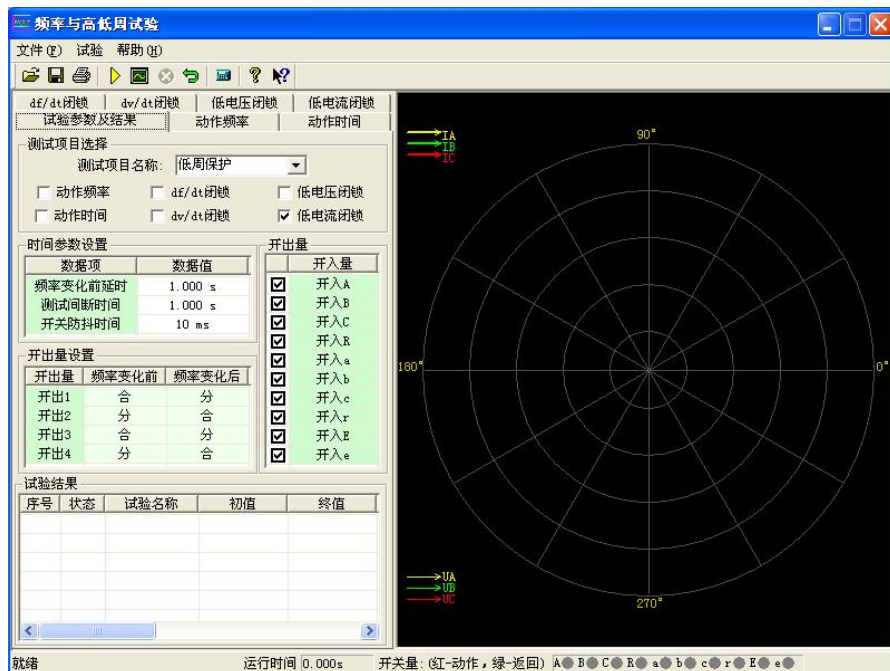 频率与高低周试验
文件(F) 试验 帮助(H)
df/dt闭锁 dv/dt闭锁 低电压闭锁 低电流闭锁
试验参数及结果 动作频率 动作时间
测试项目选择
测试项目名称: 低周保护
动作频率 df/dt闭锁 低电压闭锁
动作时间 dv/dt闭锁 低电流闭锁
时间参数设置
数据项 数据值
频率变化前延时 1.000 s
测试间断时间 1.000 s
开关防抖时间 10 ms
开出量
开入量
开入A
开入B
开入C
开入R
开入a
开入b
开入c
开入r
开入E
开入e
开出量设置
开出量 频率变化前 频率变化后
开出1 合 分
开出2 分 合
开出3 合 分
开出4 分 合
试验结果
序号 状态 试验名称 初值 终值
IA
IB
IC
90°
180°
0°
270°
UA
UB
UC
就绪 运行时间 0.000s 开关量:(红-动作，绿-返回) A B C R a b c r E e